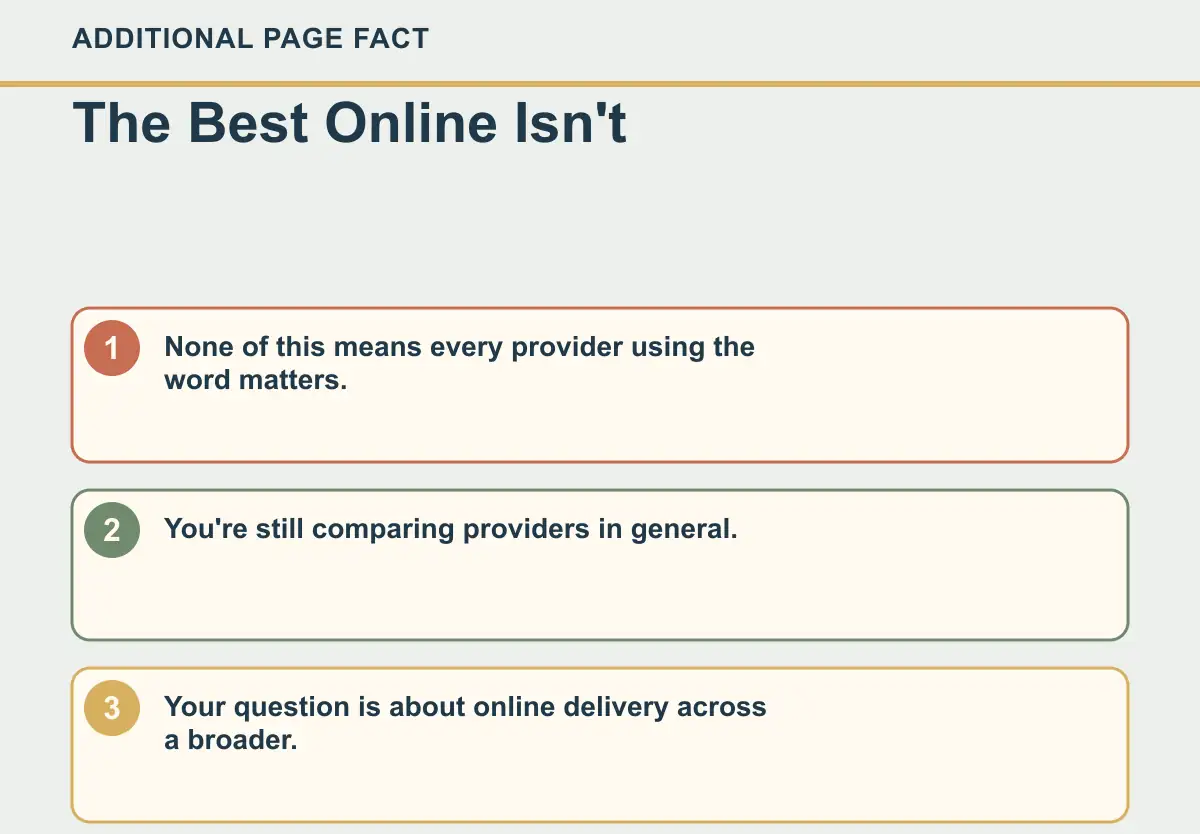 ADDITIONAL PAGE FACT
The Best Online Isn't
1
None of this means every provider using the
word matters.
2
You're still comparing providers in general.
3
Your question is about online delivery across
a broader.